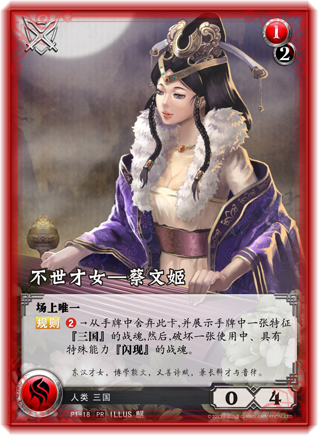 1
2
不世才女—蔡文姬
场上唯一
规则 2→从手牌中舍弃此卡,并展示手牌中一张特征
『三国』的战魂,然后,破坏一张使用中、具有
特殊能力『闪现』的战魂。
东汉才女,博学能文,又善诗赋,兼长辩才与音律。
人类 三国
0 4
P1-18 PR ILLUS.